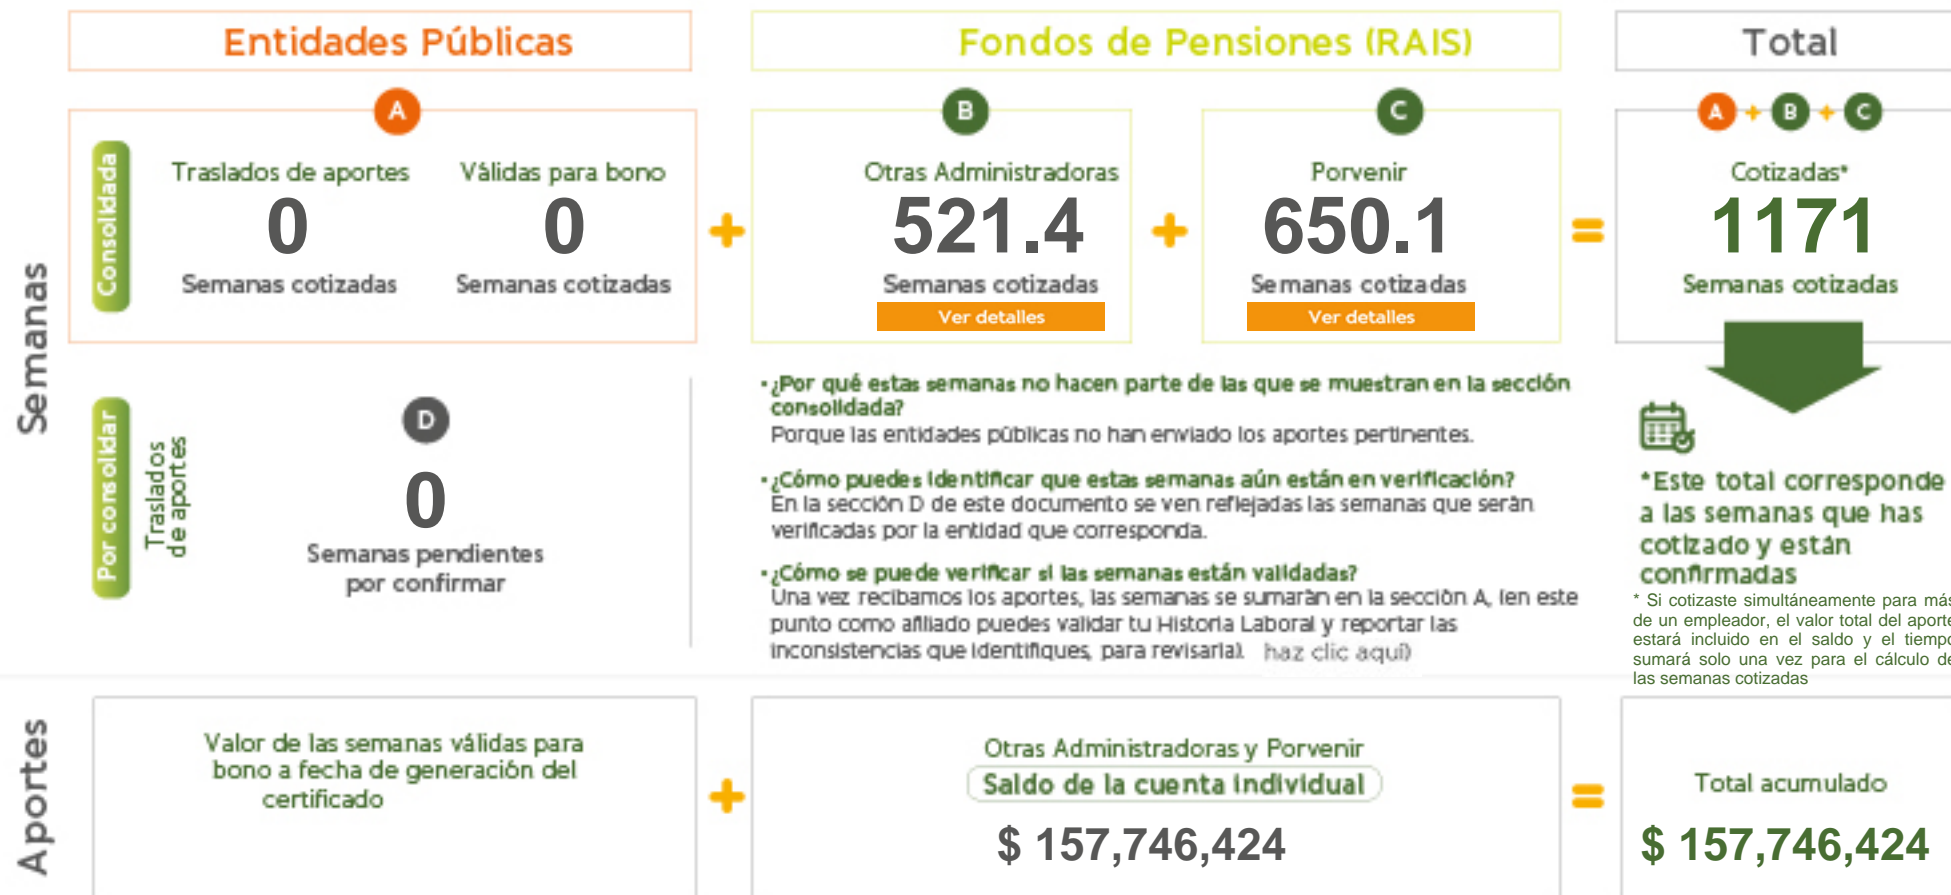 Entidades Públicas
Fondos de Pensiones (RAIS)
Total
Semanas
Consolidada
A
Traslados de aportes
0
Semanas cotizadas
Válidas para bono
0
Semanas cotizadas
+
B
Otras Administradoras
521.4
Semanas cotizadas
Ver detalles
+
C
Porvenir
650.1
Semanas cotizadas
Ver detalles
=
A + B + C
Cotizadas*
1171
Semanas cotizadas
Por consolidar
Traslados
de aportes
D
0
Semanas pendientes
por confirmar
• ¿Por qué estas semanas no hacen parte de las que se muestran en la sección
consolidada?
Porque las entidades públicas no han enviado los aportes pertinentes.
• ¿Cómo puedes identificar que estas semanas aún están en verificación?
En la sección D de este documento se ven reflejadas las semanas que serán
verificadas por la entidad que corresponda.
• ¿Cómo se puede verificar si las semanas están validadas?
Una vez recibamos los aportes, las semanas se sumarán en la sección A, (en este
punto como afiliado puedes validar tu Historia Laboral y reportar las
inconsistencias que identifiques, para revisarla). haz clic aquí)
*Este total corresponde
a las semanas que has
cotizado y están
confirmadas
* Si cotizaste simultáneamente para más
de un empleador, el valor total del aporte
estará incluido en el saldo y el tiempo
sumará solo una vez para el cálculo de
las semanas cotizadas
Aportes
Valor de las semanas válidas para
bono a fecha de generación del
certificado
+
Otras Administradoras y Porvenir
Saldo de la cuenta individual
$ 157,746,424
=
Total acumulado
$ 157,746,424